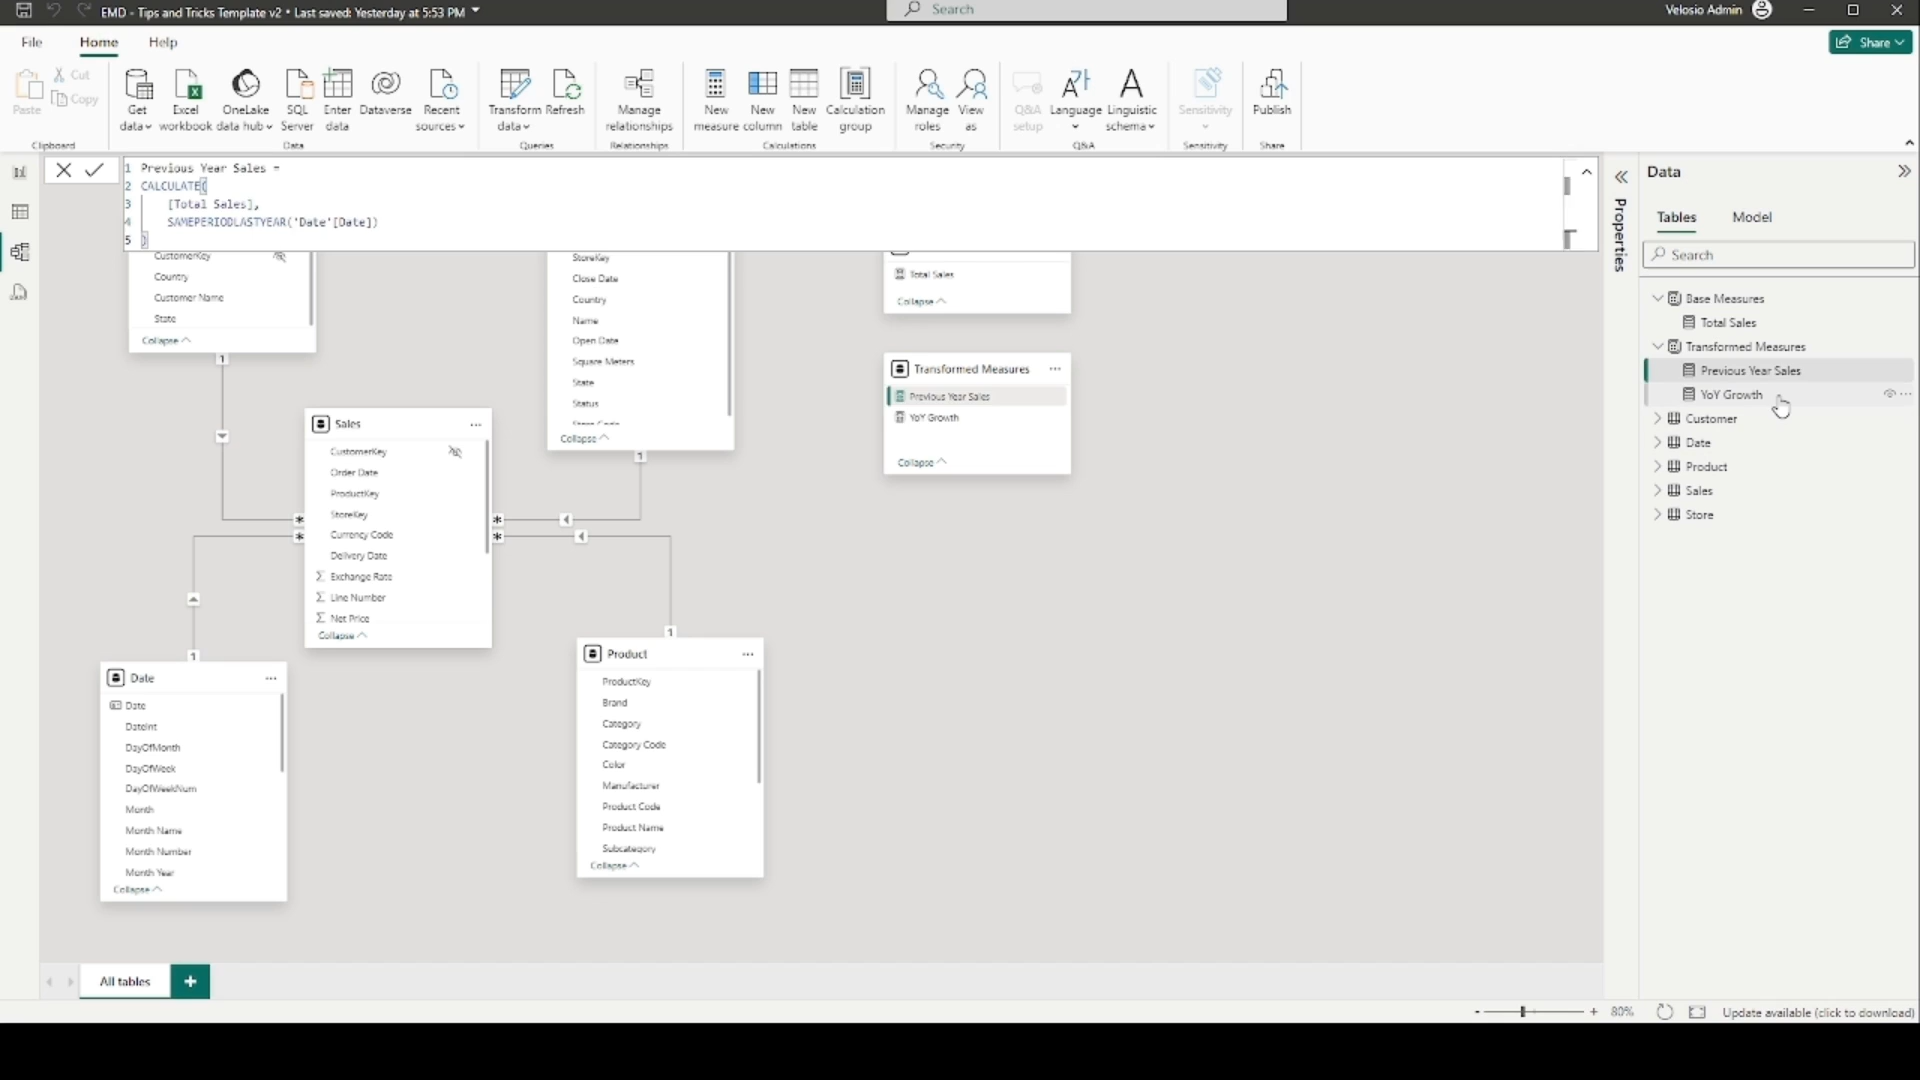 EMD - Tips and Tricks Template v2 • Last saved: Yesterday at 5:53 PM
Search
Velosio Admin
File
Home
Help
Share
Paste
Cut
Copy
Get data
Excel workbook
OneLake data hub
SQL Server
Enter data
Dataverse
Recent sources
Transform data
Refresh
Manage relationships
New measure
New column
New table
Calculation group
Manage roles
View as
Q&A setup
Language
Linguistic schema
Sensitivity
Publish
Clipboard
Data
Queries
Relationships
Calculations
Security
Q&A
Sensitivity
Share
1 Previous Year Sales =
2 CALCULATE(
3 [Total Sales],
4 SAMEPERIODLASTYEAR('Date'[Date])
5 )
CustomerKey
Country
Customer Name
State
Collapse
1
StoreKey
Close Date
Country
Name
Open Date
Square Meters
State
Status
Store Code
Collapse
1
Total Sales
Collapse
Transformed Measures
Previous Year Sales
YoY Growth
Collapse
Sales
CustomerKey
Order Date
ProductKey
StoreKey
Currency Code
Delivery Date
Σ Exchange Rate
Σ Line Number
Σ Net Price
Collapse
*
*
*
*
1
1
Date
Date
DateInt
DayOfMonth
DayOfWeek
DayOfWeekNum
Month
Month Name
Month Number
Month Year
Collapse
Product
ProductKey
Brand
Category
Category Code
Color
Manufacturer
Product Code
Product Name
Subcategory
Collapse
Properties
Data
Tables
Model
Search
Base Measures
Total Sales
Transformed Measures
Previous Year Sales
YoY Growth
Customer
Date
Product
Sales
Store
All tables
+
- + 80%
Update available (click to download)